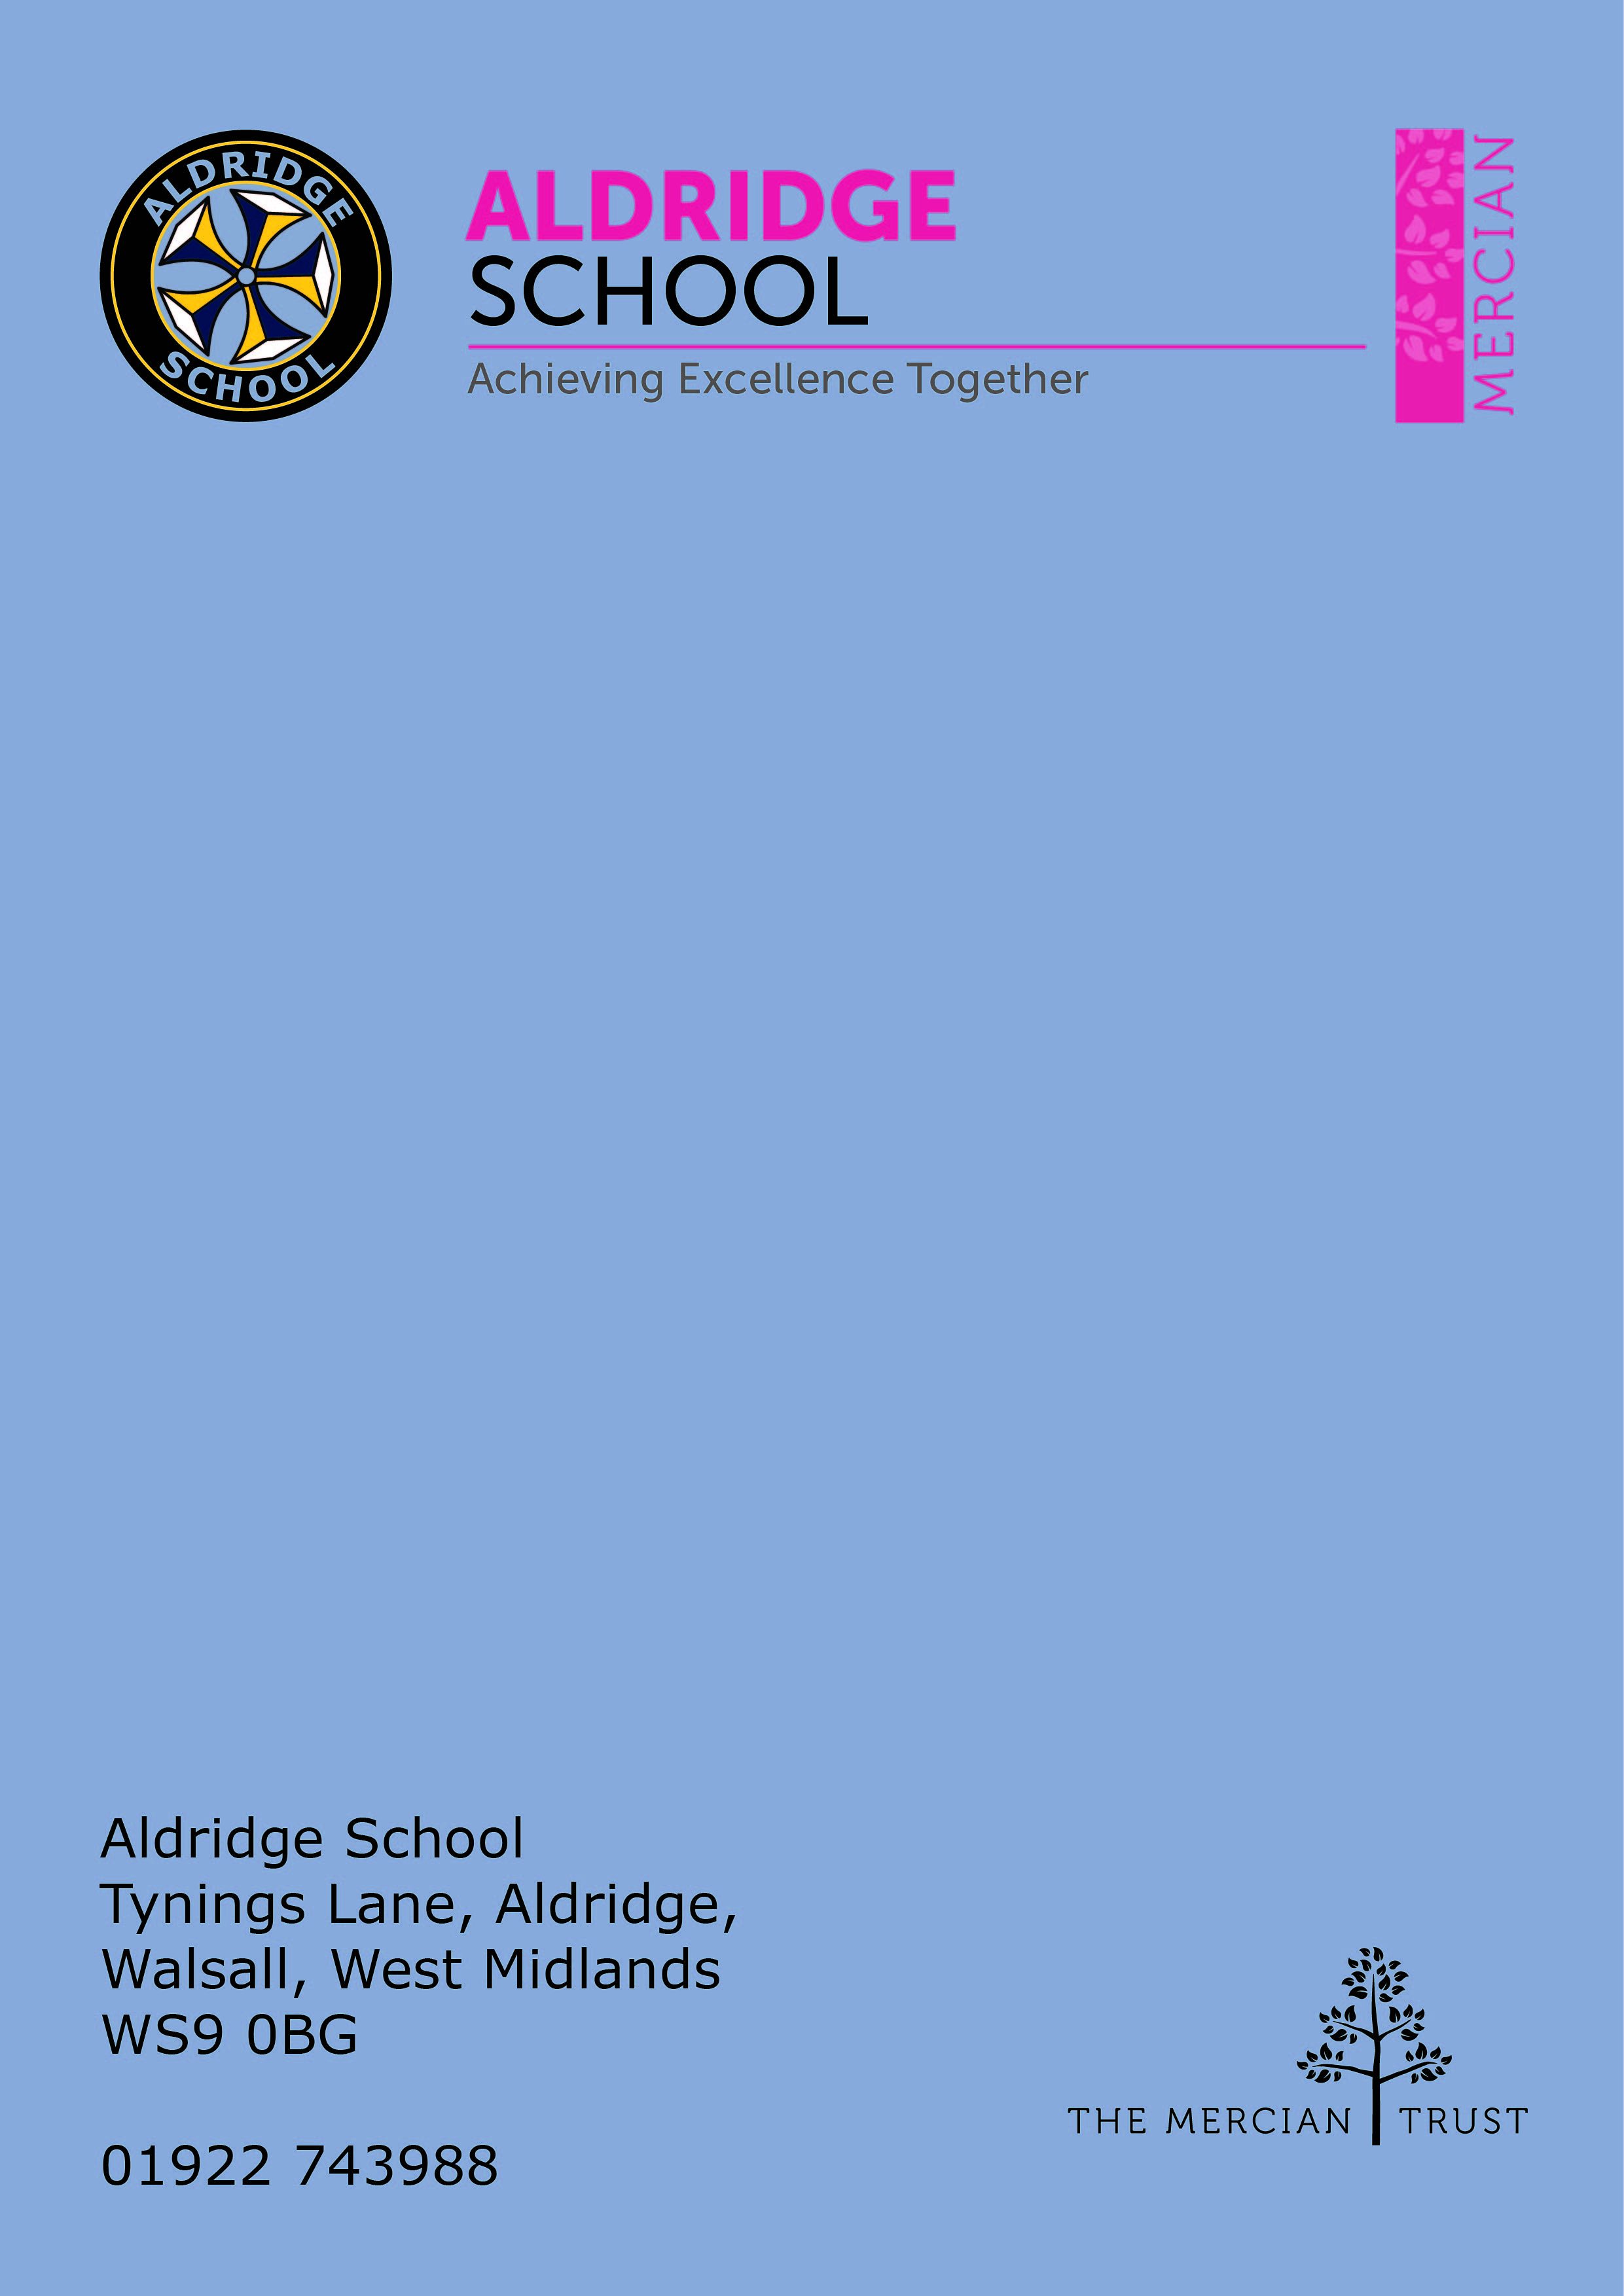 ALDRIDGE
SCHOOL
ALDRIDGE
SCHOOL
Achieving Excellence Together
MERCIAN
Aldridge School
Tynings Lane, Aldridge,
Walsall, West Midlands
WS9 0BG
01922 743988
THE MERCIAN TRUST